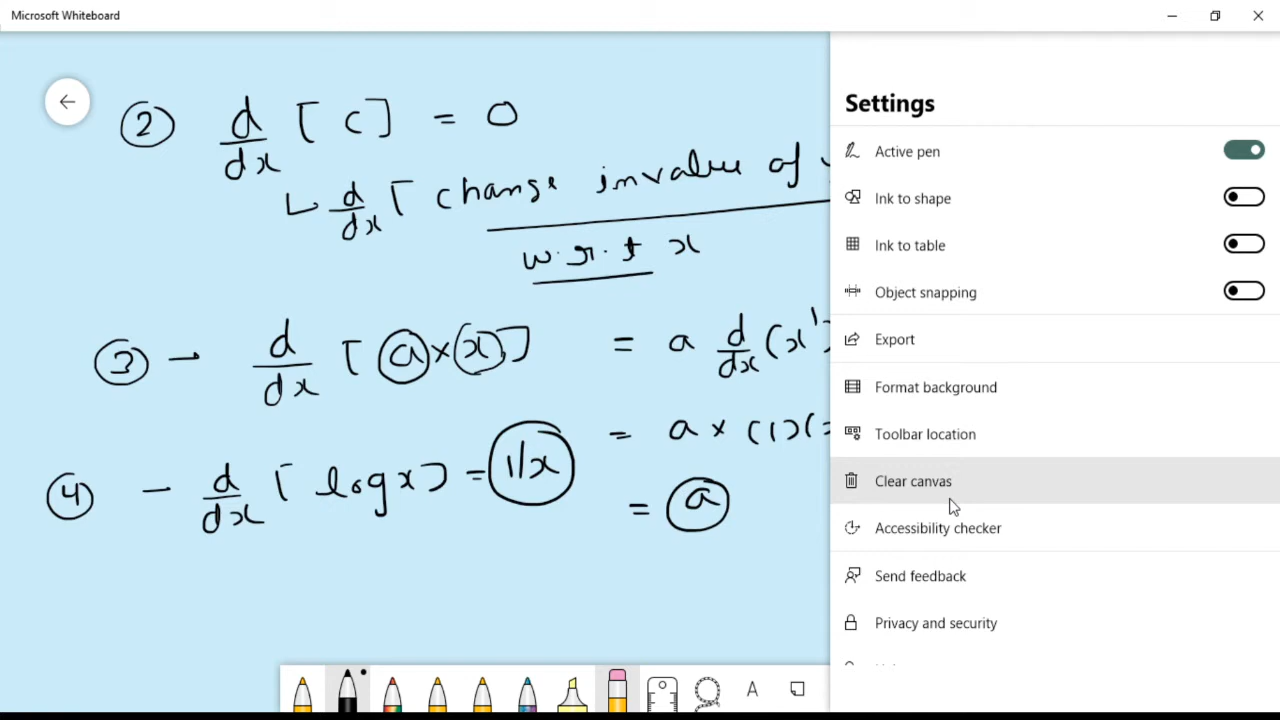 Microsoft Whiteboard
② d/dx [ c ] = 0
↳ d/dx [ change in value of
w.r.t x
③ - d/dx [ a × (x) ] = a d/dx (x¹
= a × (1)(
④ - d/dx [ log x ] = 1/x
= a
Settings
Active pen
Ink to shape
Ink to table
Object snapping
Export
Format background
Toolbar location
Clear canvas
Accessibility checker
Send feedback
Privacy and security
A